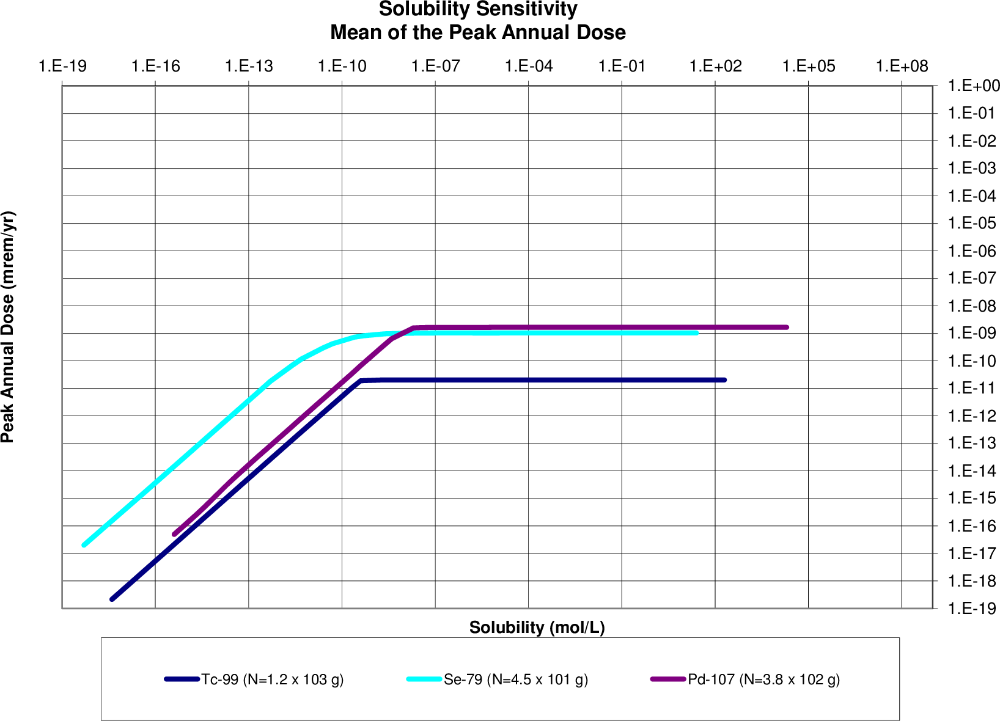 Solubility Sensitivity
Mean of the Peak Annual Dose
1.E-19 1.E-16 1.E-13 1.E-10 1.E-07 1.E-04 1.E-01 1.E+02 1.E+05 1.E+08
1.E+00
1.E-01
1.E-02
1.E-03
1.E-04
1.E-05
1.E-06
1.E-07
1.E-08
1.E-09
1.E-10
1.E-11
1.E-12
1.E-13
1.E-14
1.E-15
1.E-16
1.E-17
1.E-18
1.E-19
Peak Annual Dose (mrem/yr)
Solubility (mol/L)
Tc-99 (N=1.2 x 103 g) Se-79 (N=4.5 x 101 g) Pd-107 (N=3.8 x 102 g)